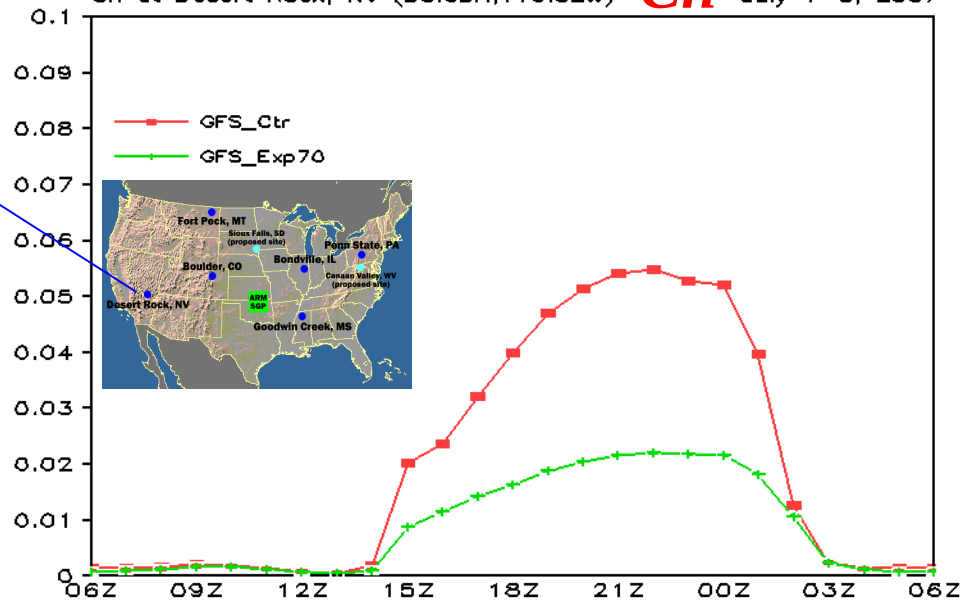 Desert Rock, NV Ch
0.1
0.09
0.08
0.07
0.06
0.05
0.04
0.03
0.02
0.01
0
GFS_Ctr
GFS_Exp70
Fort Peck, MT
Sioux Falls, SD
(proposed site)
Penn State, PA
Bondville, IL
Boulder, CO
Canaan Valley, WV
(proposed site)
Desert Rock, NV
ARM
SGP
Goodwin Creek, MS
06Z 09Z 12Z 15Z 18Z 21Z 00Z 03Z 06Z